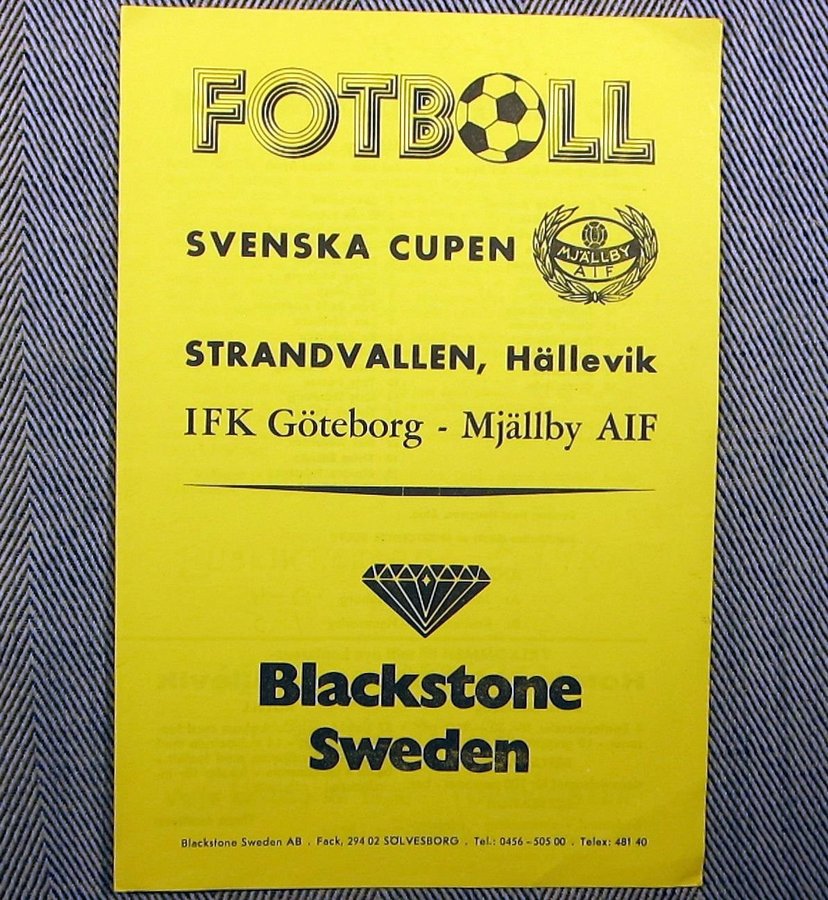 FOTBOLL
SVENSKA CUPEN
MJÄLLBY
AIF
STRANDVALLEN, Hällevik
IFK Göteborg - Mjällby AIF
Blackstone
Sweden
Blackstone Sweden AB . Fack, 294 02 SÖLVESBORG . Tel.: 0456-505 00 . Telex: 481 40